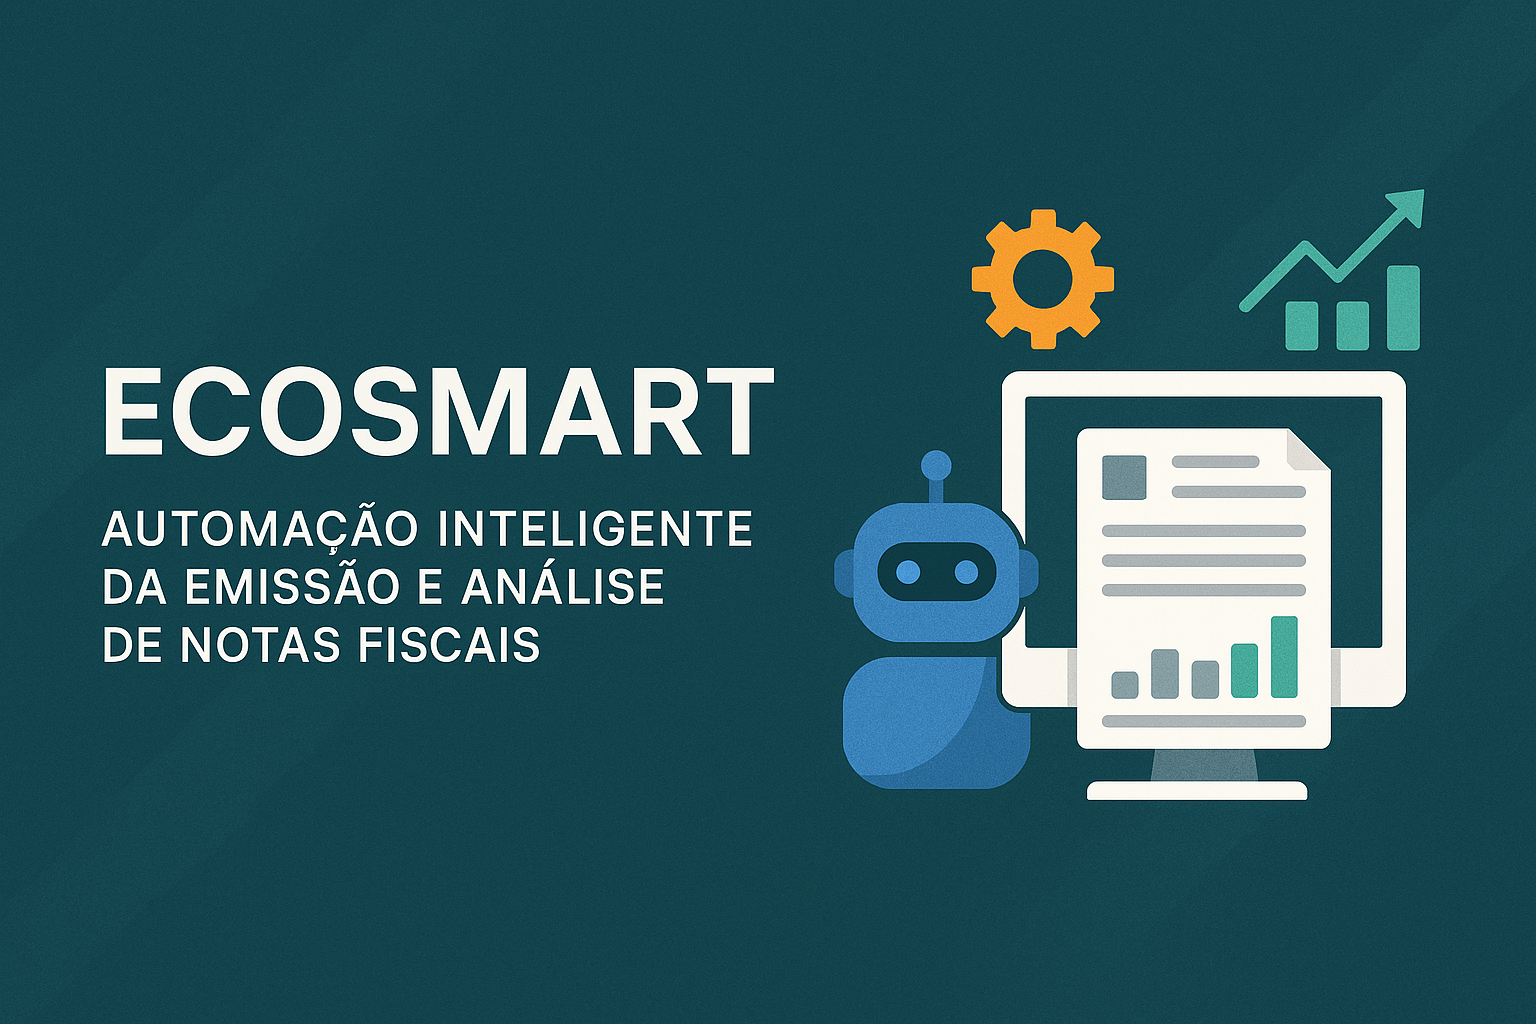 ECOSMART
AUTOMAÇÃO INTELIGENTE
DA EMISSÃO E ANÁLISE
DE NOTAS FISCAIS